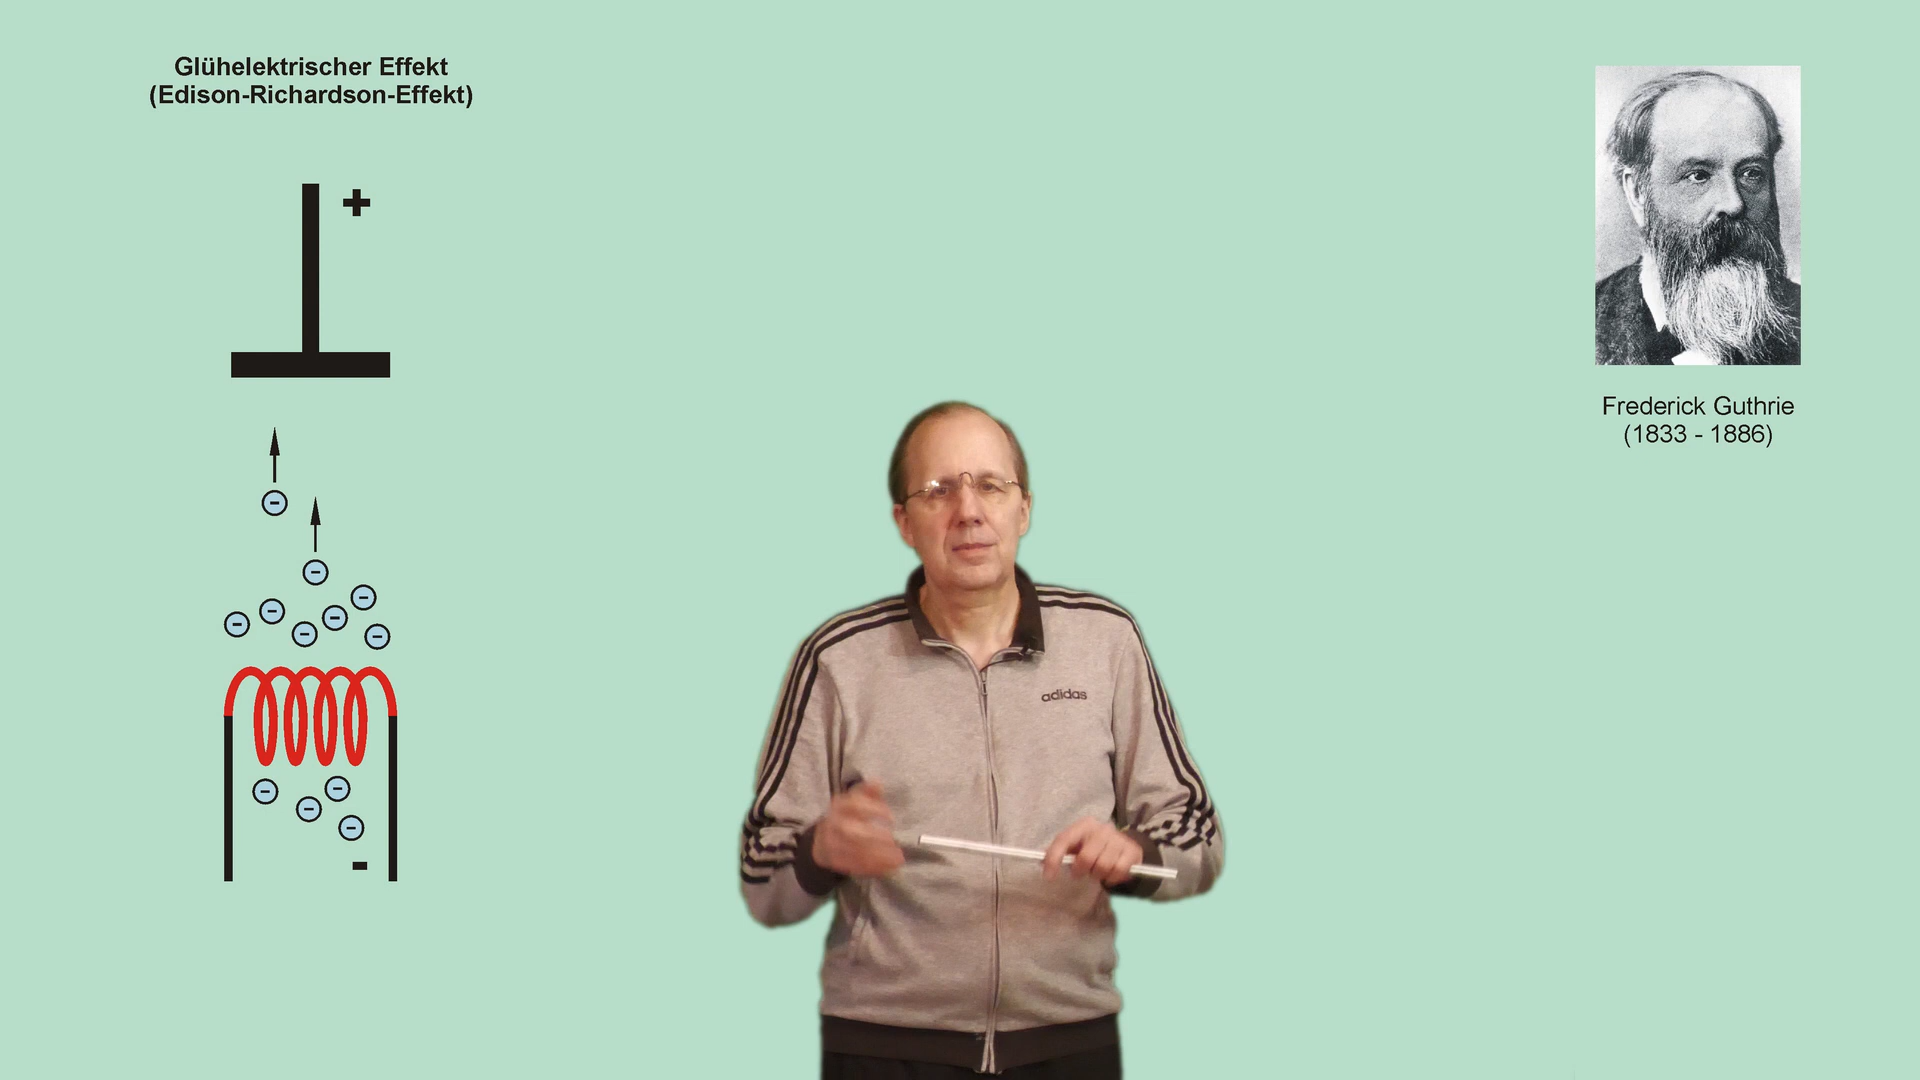 Glühelektrischer Effekt
(Edison-Richardson-Effekt)
+
-
adidas
Frederick Guthrie
(1833 - 1886)